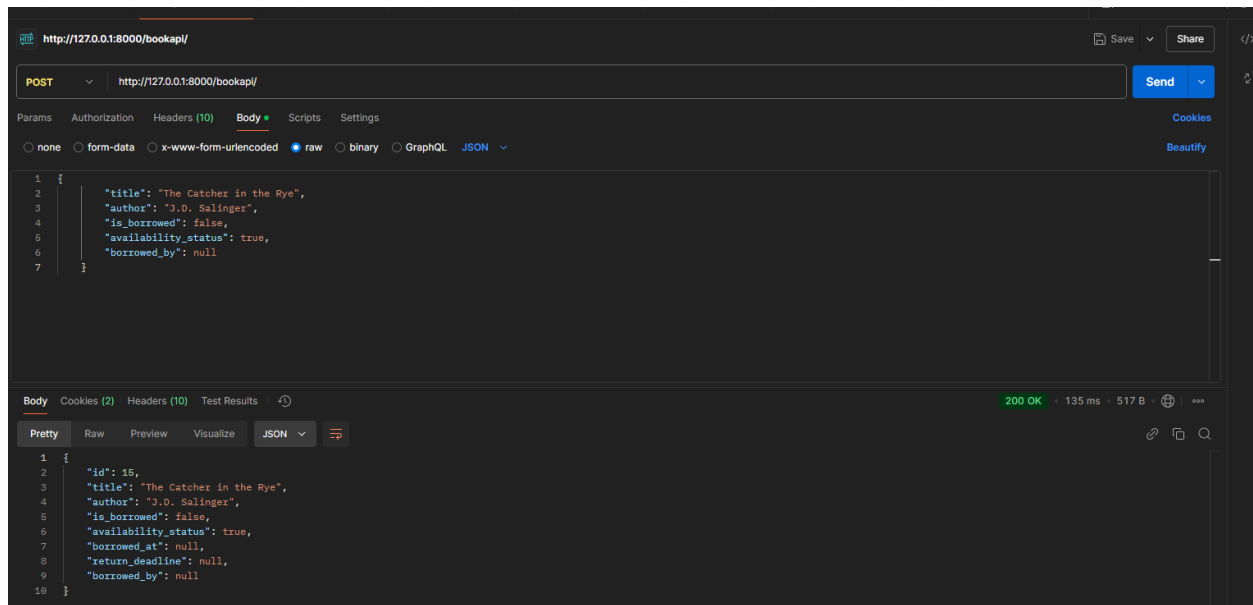 HTTP http://127.0.0.1:8000/bookapi/ Save Share
POST http://127.0.0.1:8000/bookapi/ Send
Params Authorization Headers (10) Body Scripts Settings Cookies
none form-data x-www-form-urlencoded raw binary GraphQL JSON Beautify
1 {
2 "title": "The Catcher in the Rye",
3 "author": "J.D. Salinger",
4 "is_borrowed": false,
5 "availability_status": true,
6 "borrowed_by": null
7 }
Body Cookies (2) Headers (10) Test Results 200 OK • 135 ms • 517 B
Pretty Raw Preview Visualize JSON
1 {
2 "id": 15,
3 "title": "The Catcher in the Rye",
4 "author": "J.D. Salinger",
5 "is_borrowed": false,
6 "availability_status": true,
7 "borrowed_at": null,
8 "return_deadline": null,
9 "borrowed_by": null
10 }